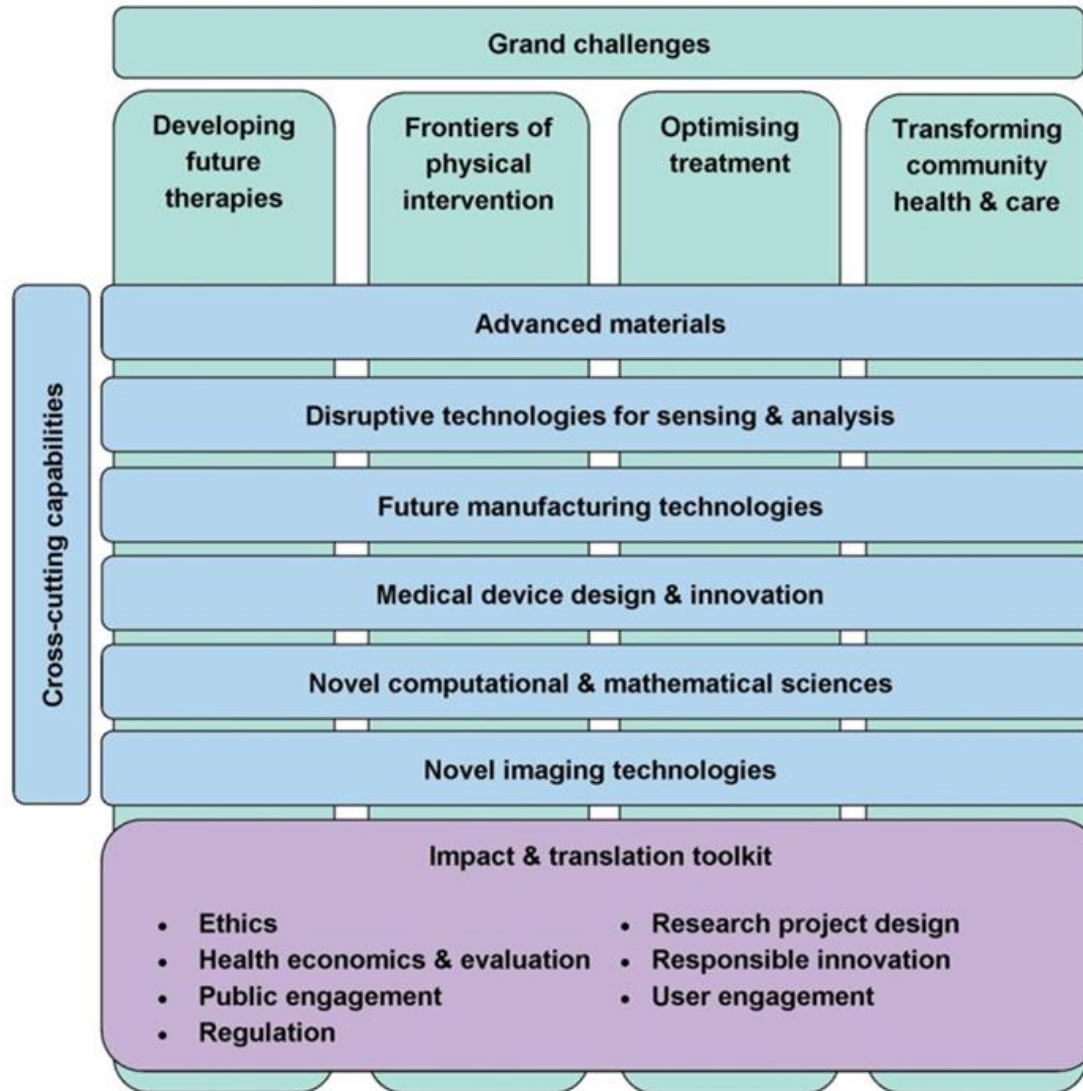 Grand challenges
Developing
future
therapies
Frontiers of
physical
intervention
Optimising
treatment
Transforming
community
health & care
Cross-cutting capabilities
Advanced materials
Disruptive technologies for sensing & analysis
Future manufacturing technologies
Medical device design & innovation
Novel computational & mathematical sciences
Novel imaging technologies
Impact & translation toolkit
• Ethics
• Health economics & evaluation
• Public engagement
• Regulation
• Research project design
• Responsible innovation
• User engagement